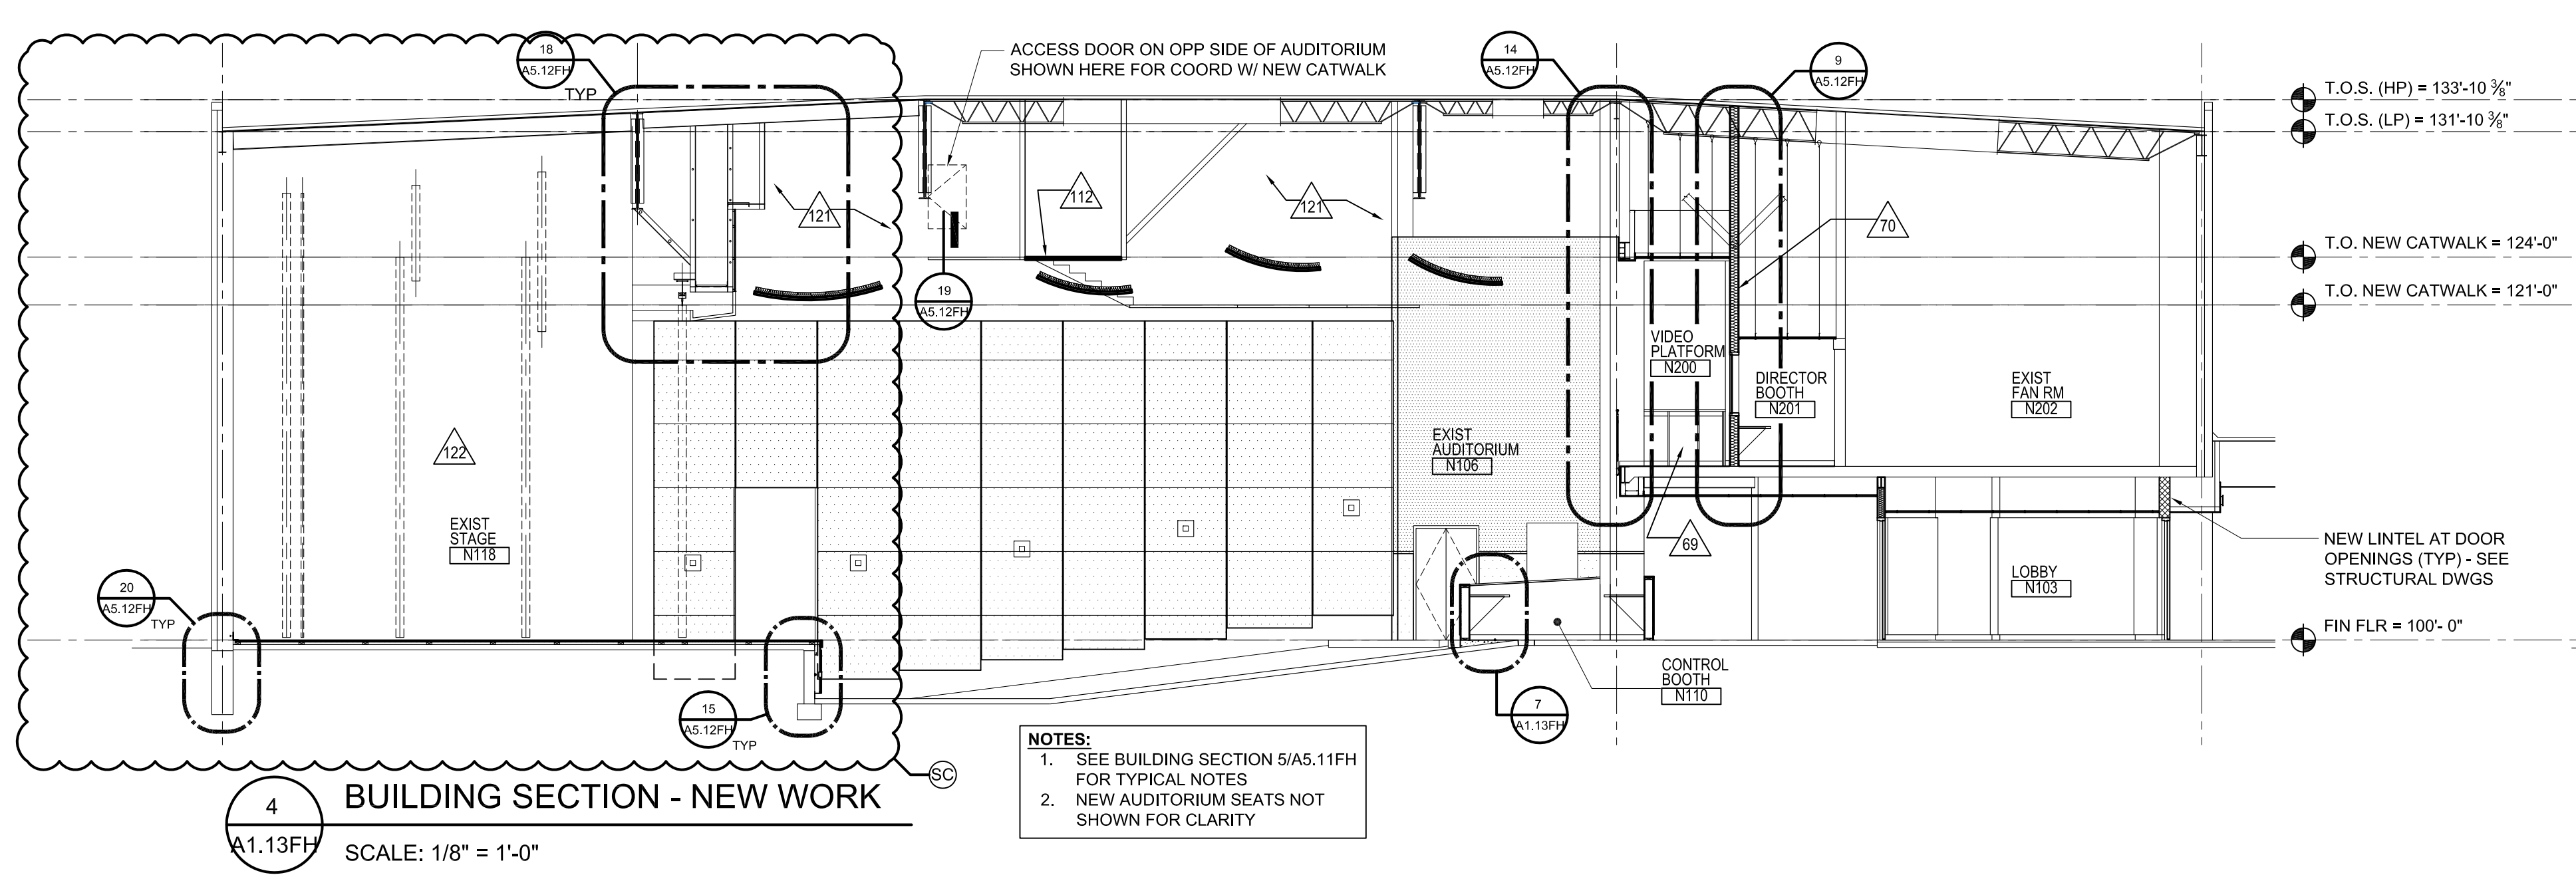 18
A5.12FH
TYP
ACCESS DOOR ON OPP SIDE OF AUDITORIUM
SHOWN HERE FOR COORD W/ NEW CATWALK
14
A5.12FH
9
A5.12FH
T.O.S. (HP) = 133'-10 3/8"
T.O.S. (LP) = 131'-10 3/8"
121
112
121
70
T.O. NEW CATWALK = 124'-0"
19
A5.12FH
T.O. NEW CATWALK = 121'-0"
VIDEO
PLATFORM
N200
DIRECTOR
BOOTH
N201
EXIST
FAN RM
N202
122
EXIST
AUDITORIUM
N106
EXIST
STAGE
N118
69
NEW LINTEL AT DOOR
OPENINGS (TYP) - SEE
STRUCTURAL DWGS
LOBBY
N103
20
A5.12FH
TYP
FIN FLR = 100'- 0"
CONTROL
BOOTH
N110
15
A5.12FH
TYP
7
A1.13FH
NOTES:
1. SEE BUILDING SECTION 5/A5.11FH
FOR TYPICAL NOTES
2. NEW AUDITORIUM SEATS NOT
SHOWN FOR CLARITY
SC
4
A1.13FH
BUILDING SECTION - NEW WORK
SCALE: 1/8" = 1'-0"